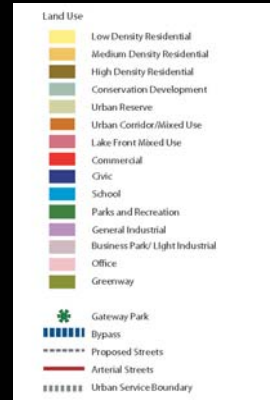 Land Use
Low Density Residential
Medium Density Residential
High Density Residential
Conservation Development
Urban Reserve
Urban Corridor/Mixed Use
Lake Front Mixed Use
Commercial
Civic
School
Parks and Recreation
General Industrial
Business Park/ Light Industrial
Office
Greenway
Gateway Park
Bypass
Proposed Streets
Arterial Streets
Urban Service Boundary